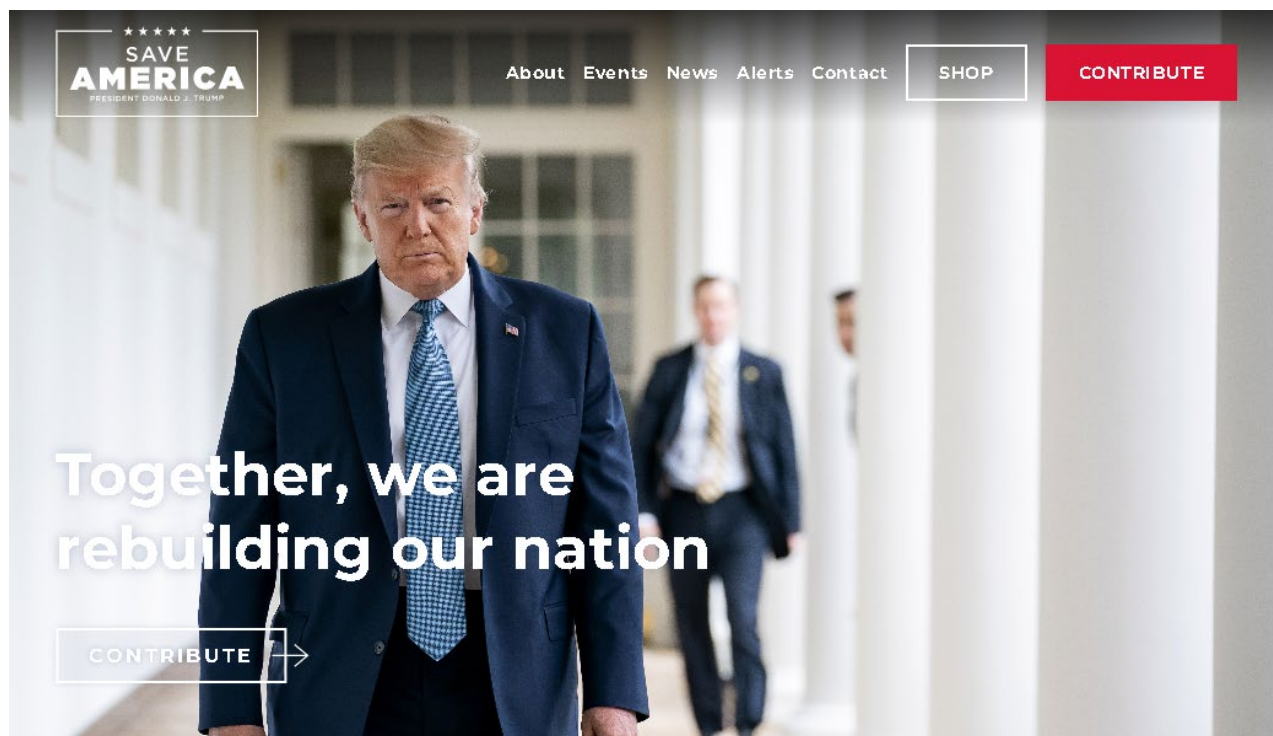 ★★★★★
SAVE
AMERICA
PRESIDENT DONALD J. TRUMP
About Events News Alerts Contact SHOP CONTRIBUTE
Together, we are
rebuilding our nation
CONTRIBUTE